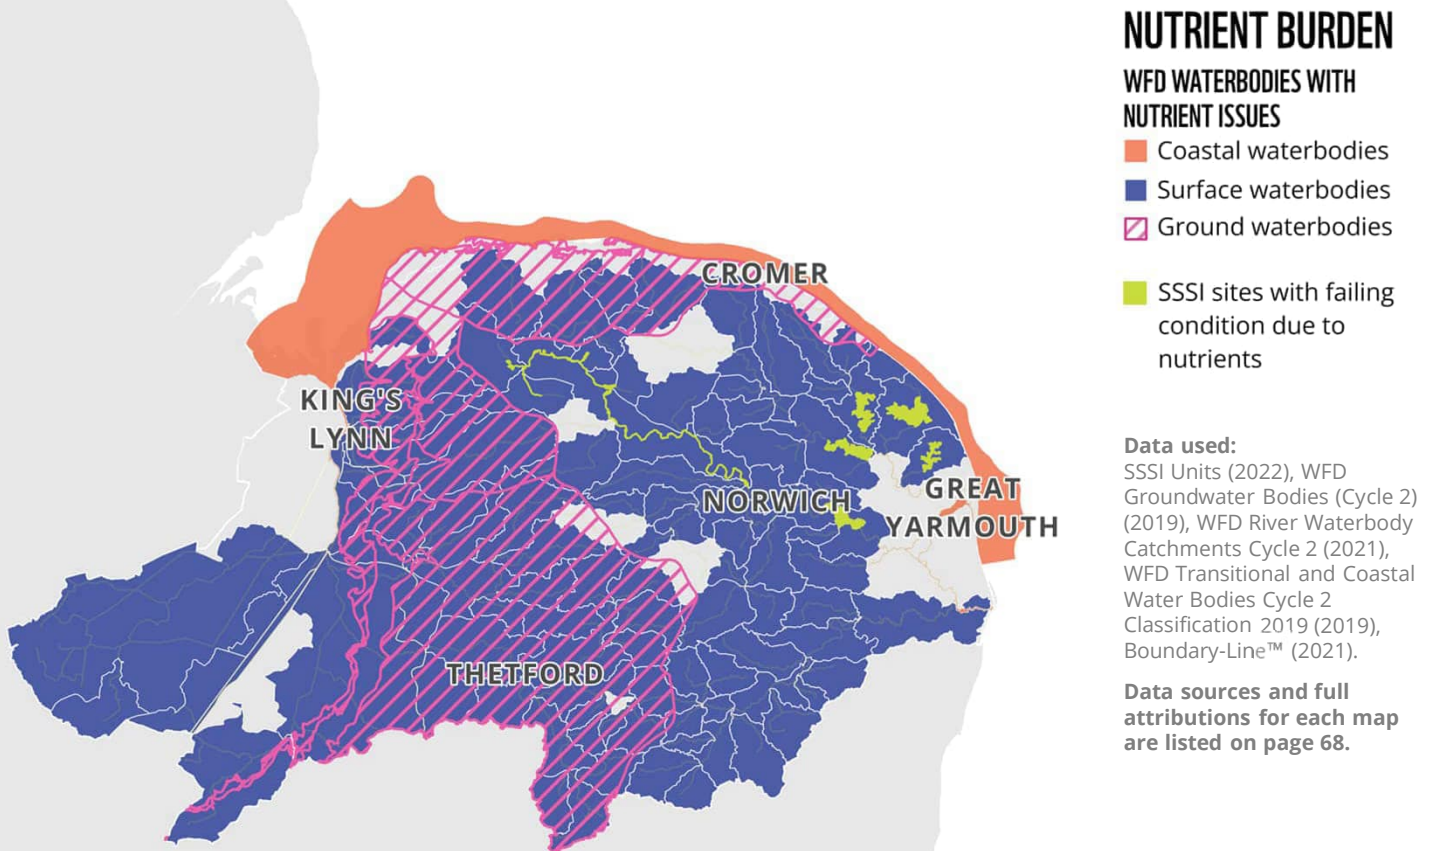 NUTRIENT BURDEN
WFD WATERBODIES WITH
NUTRIENT ISSUES
Coastal waterbodies
Surface waterbodies
Ground waterbodies
SSSI sites with failing
condition due to
nutrients
CROMER
KING'S
LYNN
NORWICH
GREAT
YARMOUTH
THETFORD
Data used:
SSSI Units (2022), WFD
Groundwater Bodies (Cycle 2)
(2019), WFD River Waterbody
Catchments Cycle 2 (2021),
WFD Transitional and Coastal
Water Bodies Cycle 2
Classification 2019 (2019),
Boundary-Line™ (2021).
Data sources and full
attributions for each map
are listed on page 68.